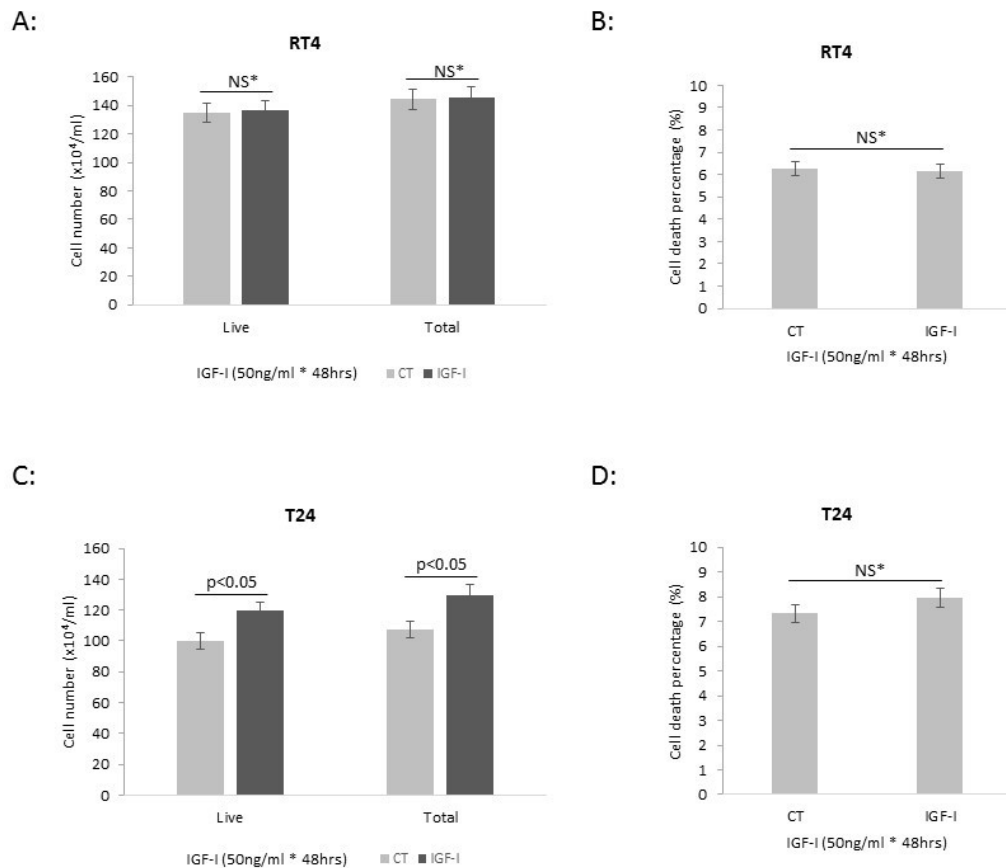 A:
RT4
NS*
NS*
Cell number (x10⁴/ml)
160
140
120
100
80
60
40
20
0
Live
Total
IGF-I (50ng/ml * 48hrs)
CT
IGF-I
B:
RT4
NS*
Cell death percentage (%)
10
9
8
7
6
5
4
3
2
1
0
CT
IGF-I
IGF-I (50ng/ml * 48hrs)
C:
T24
p<0.05
p<0.05
Cell number (x10⁴/ml)
160
140
120
100
80
60
40
20
0
Live
Total
IGF-I (50ng/ml * 48hrs)
CT
IGF-I
D:
T24
NS*
Cell death percentage (%)
10
9
8
7
6
5
4
3
2
1
0
CT
IGF-I
IGF-I (50ng/ml * 48hrs)